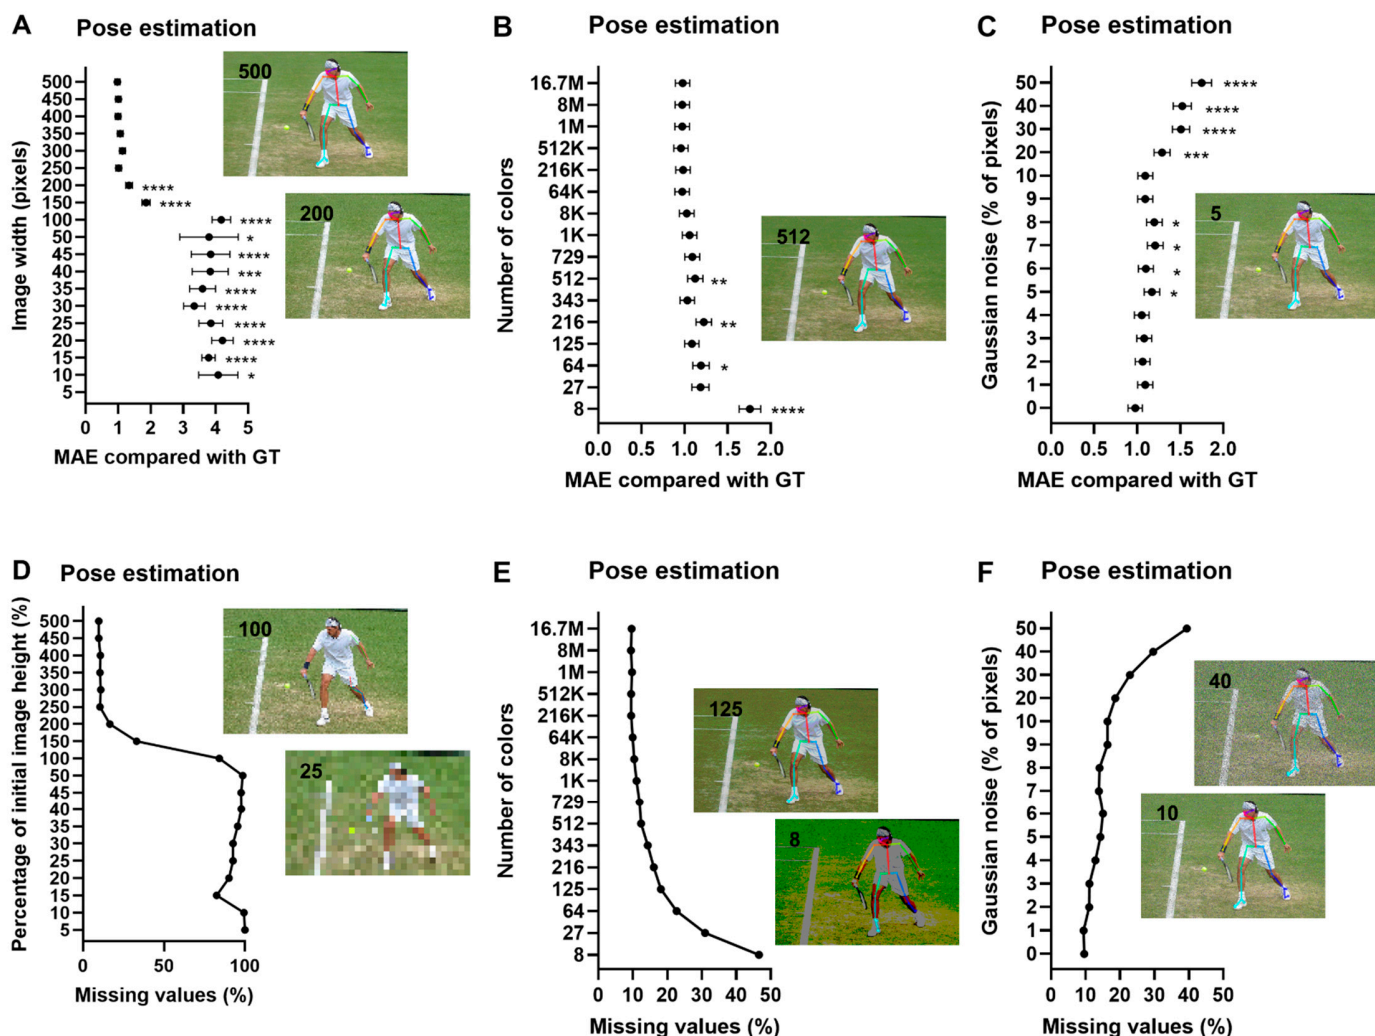 A Pose estimation
Image width (pixels)
500
450
400
350
300
250
200 ****
150 ****
100 ****
50 *
45 ****
40 ***
35 ****
30 ****
25 ****
20 ****
15 ****
10 *
5
0 1 2 3 4 5
MAE compared with GT
500
200
B Pose estimation
Number of colors
16.7M
8M
1M
512K
216K
64K
8K
1K
729
512 **
343
216 **
125
64 *
27
8 ****
0.0 0.5 1.0 1.5 2.0
MAE compared with GT
512
C Pose estimation
Gaussian noise (% of pixels)
50 ****
40 ****
30 ****
20 ***
10
9
8 *
7 *
6 *
5 *
4
3
2
1
0
0.0 0.5 1.0 1.5 2.0
MAE compared with GT
5
D Pose estimation
Percentage of initial image height (%)
500
450
400
350
300
250
200
150
100
50
45
40
35
30
25
20
15
10
5
0 100
Missing values (%)
100
25
E Pose estimation
Number of colors
16.7M
8M
1M
512K
216K
64K
8K
1K
729
512
343
216
125
64
27
8
0 10 20 30 40 50
Missing values (%)
125
8
F Pose estimation
Gaussian noise (% of pixels)
50
40
30
20
10
9
8
7
6
5
4
3
2
1
0
0 10 20 30 40 50
Missing values (%)
40
10